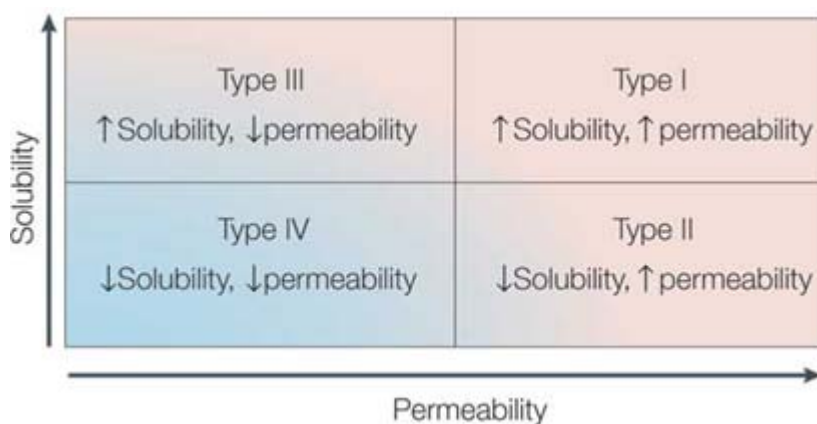 Solubility
Type III
↑Solubility, ↓permeability
Type I
↑Solubility, ↑permeability
Type IV
↓Solubility, ↓permeability
Type II
↓Solubility, ↑permeability
Permeability